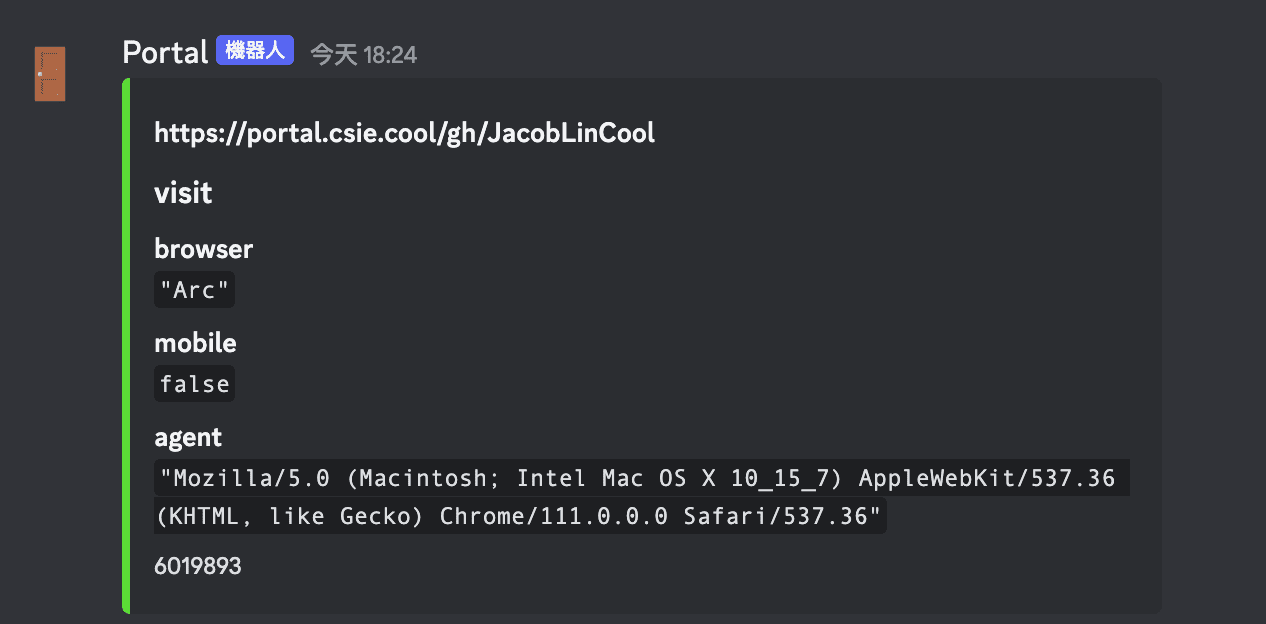 Portal 機器人 今天 18:24
https://portal.csie.cool/gh/JacobLinCool
visit
browser
"Arc"
mobile
false
agent
"Mozilla/5.0 (Macintosh; Intel Mac OS X 10_15_7) AppleWebKit/537.36
(KHTML, like Gecko) Chrome/111.0.0.0 Safari/537.36"
6019893